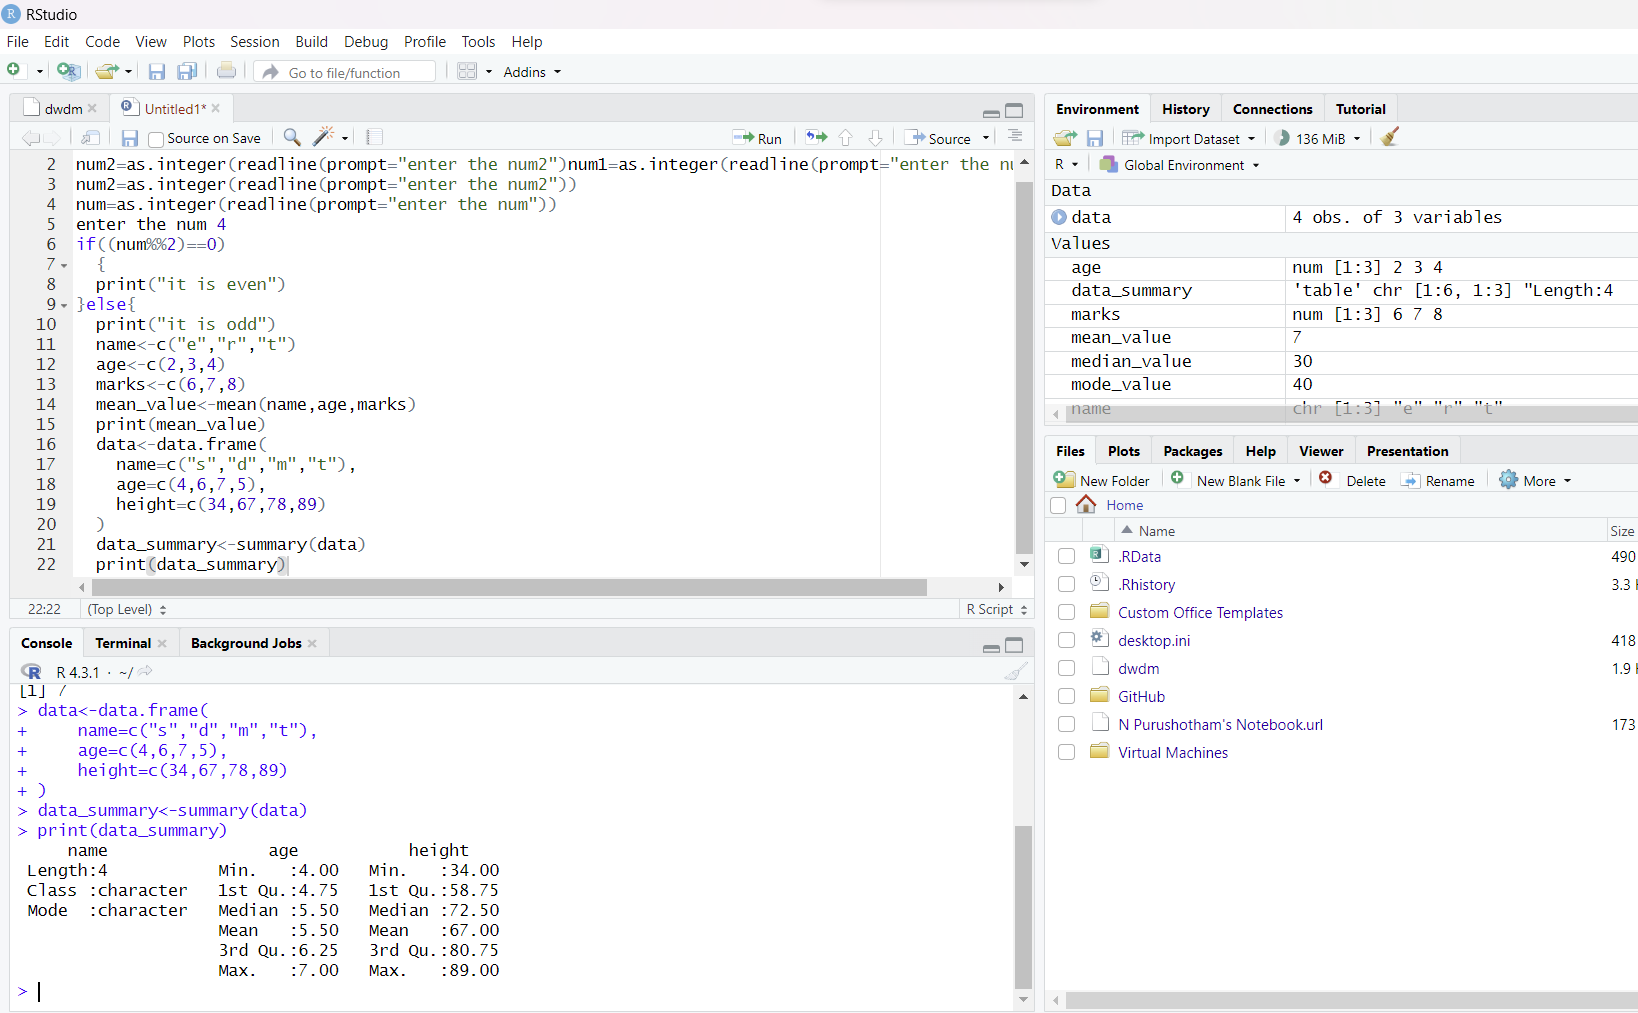 RStudio
File Edit Code View Plots Session Build Debug Profile Tools Help
Go to file/function Addins
dwdm Untitled1*
Source on Save Run Source
2 num2=as.integer(readline(prompt="enter the num2")num1=as.integer(readline(prompt="enter the nu
3 num2=as.integer(readline(prompt="enter the num2"))
4 num=as.integer(readline(prompt="enter the num"))
5 enter the num 4
6 if((num%%2)==0)
7 {
8 print("it is even")
9 }else{
10 print("it is odd")
11 name<-c("e","r","t")
12 age<-c(2,3,4)
13 marks<-c(6,7,8)
14 mean_value<-mean(name,age,marks)
15 print(mean_value)
16 data<-data.frame(
17 name=c("s","d","m","t"),
18 age=c(4,6,7,5),
19 height=c(34,67,78,89)
20 )
21 data_summary<-summary(data)
22 print(data_summary)
22:22 (Top Level) R Script
Console Terminal Background Jobs
R 4.3.1 · ~/
[1] 7
> data<-data.frame(
+ name=c("s","d","m","t"),
+ age=c(4,6,7,5),
+ height=c(34,67,78,89)
+ )
> data_summary<-summary(data)
> print(data_summary)
name age height
Length:4 Min. :4.00 Min. :34.00
Class :character 1st Qu.:4.75 1st Qu.:58.75
Mode :character Median :5.50 Median :72.50
Mean :5.50 Mean :67.00
3rd Qu.:6.25 3rd Qu.:80.75
Max. :7.00 Max. :89.00
>
Environment History Connections Tutorial
Import Dataset 136 MiB
R Global Environment
Data
data 4 obs. of 3 variables
Values
age num [1:3] 2 3 4
data_summary 'table' chr [1:6, 1:3] "Length:4
marks num [1:3] 6 7 8
mean_value 7
median_value 30
mode_value 40
name chr [1:3] "e" "r" "t"
Files Plots Packages Help Viewer Presentation
New Folder New Blank File Delete Rename More
Home
Name Size
.RData 490
.Rhistory 3.3
Custom Office Templates
desktop.ini 418
dwdm 1.9
GitHub
N Purushotham's Notebook.url 173
Virtual Machines